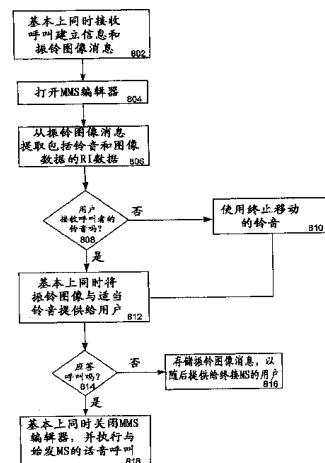 基本上同时接收
呼叫建立信息和
振铃图像消息
802
打开MMS编辑器
804
从振铃图像消息
提取包括铃音和图像
数据的RI数据
806
用户
接收呼叫者的
铃音吗?
808
否
是
使用终止移动
的铃音
810
基本上同时将
振铃图像与适当
铃音提供给用户
812
应答
呼叫吗?
814
否
是
存储振铃图像消息，以
随后提供给终接MS的用户
816
基本上同时关闭MMS
编辑器，并执行与
始发MS的话音呼叫
818